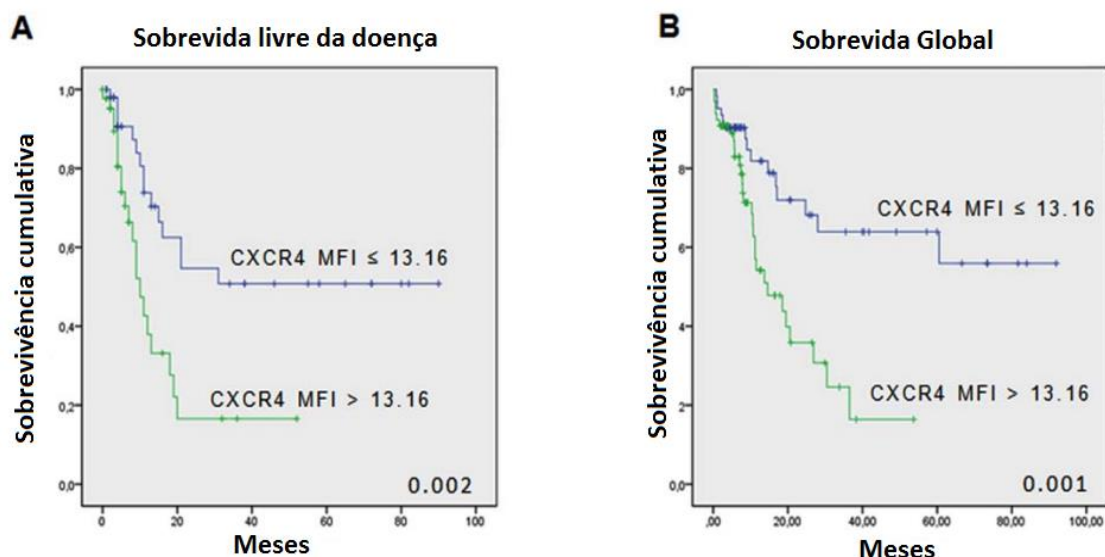 A
Sobrevida livre da doença
Sobrevivência cumulativa
1,0
0,8
0,6
0,4
0,2
0,0
CXCR4 MFI ≤ 13.16
CXCR4 MFI > 13.16
0.002
0
20
40
60
80
100
Meses
B
Sobrevida Global
Sobrevivência cumulativa
1,0
0,8
0,6
4
2
0,0
CXCR4 MFI ≤ 13.16
CXCR4 MFI > 13.16
0.001
,00
20,00
40,00
60,00
80,00
100,00
Meses